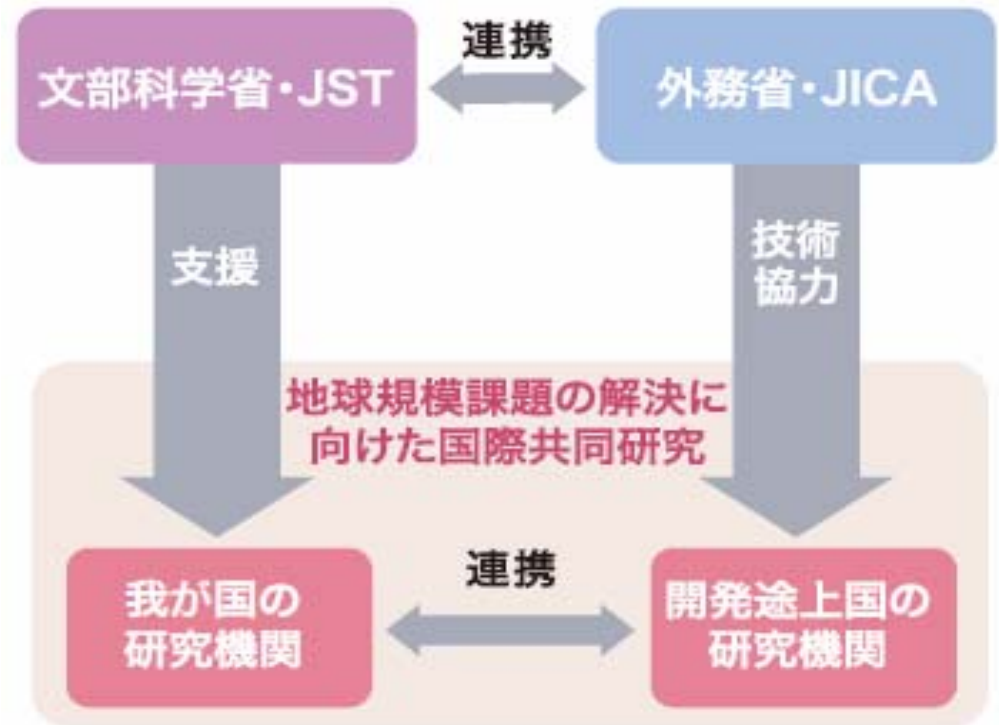 連携
文部科学省・JST
外務省・JICA
支援
技術
協力
地球規模課題の解決に
向けた国際共同研究
連携
我が国の
研究機関
開発途上国の
研究機関